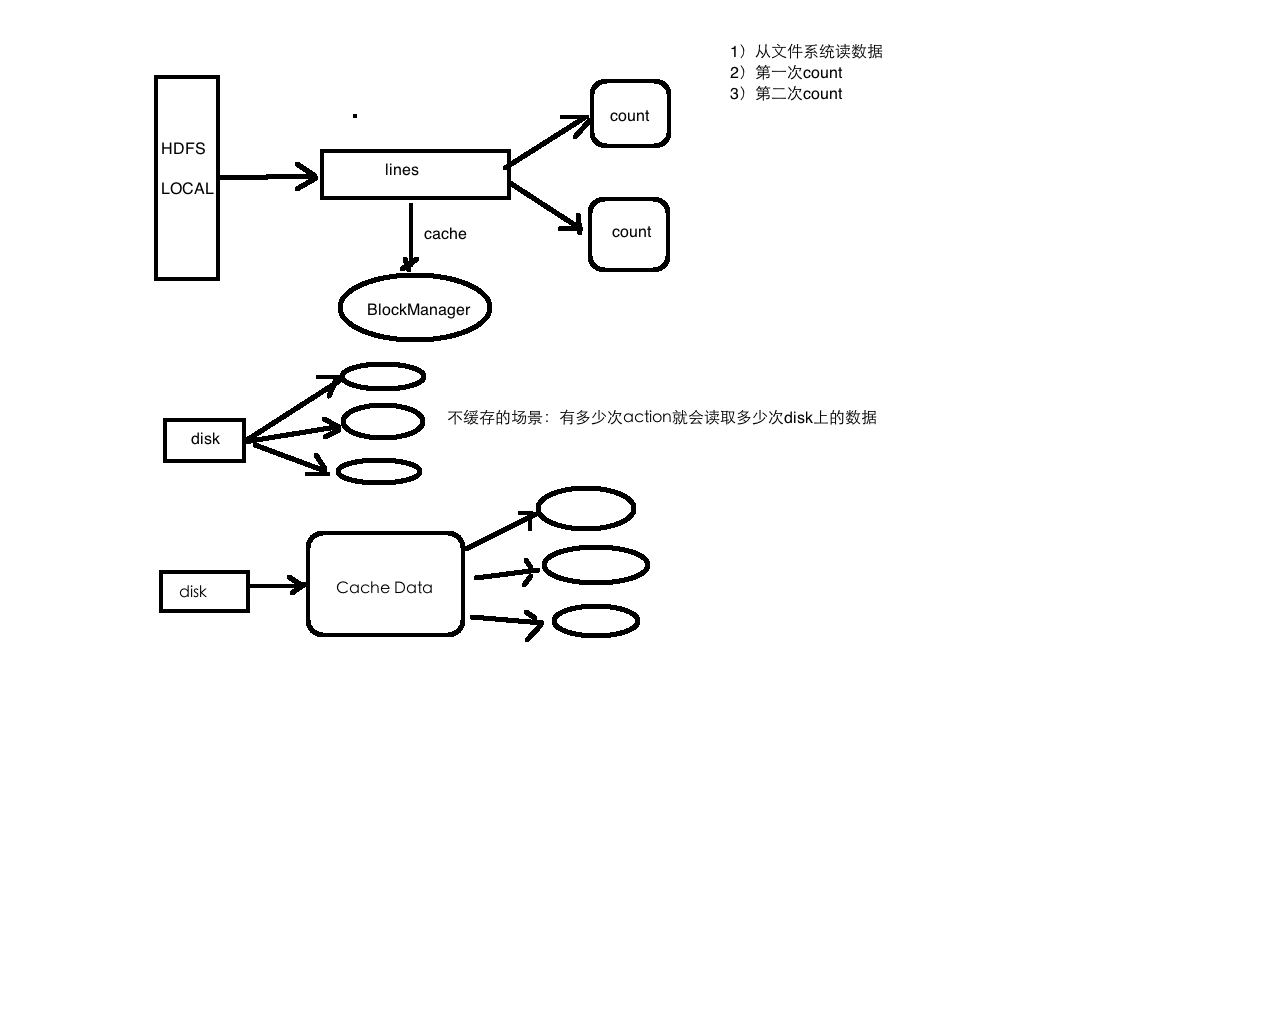 1）从文件系统读数据
2）第一次count
3）第二次count
HDFS
LOCAL
lines
count
count
cache
BlockManager
disk
不缓存的场景：有多少次action就会读取多少次disk上的数据
disk
Cache Data